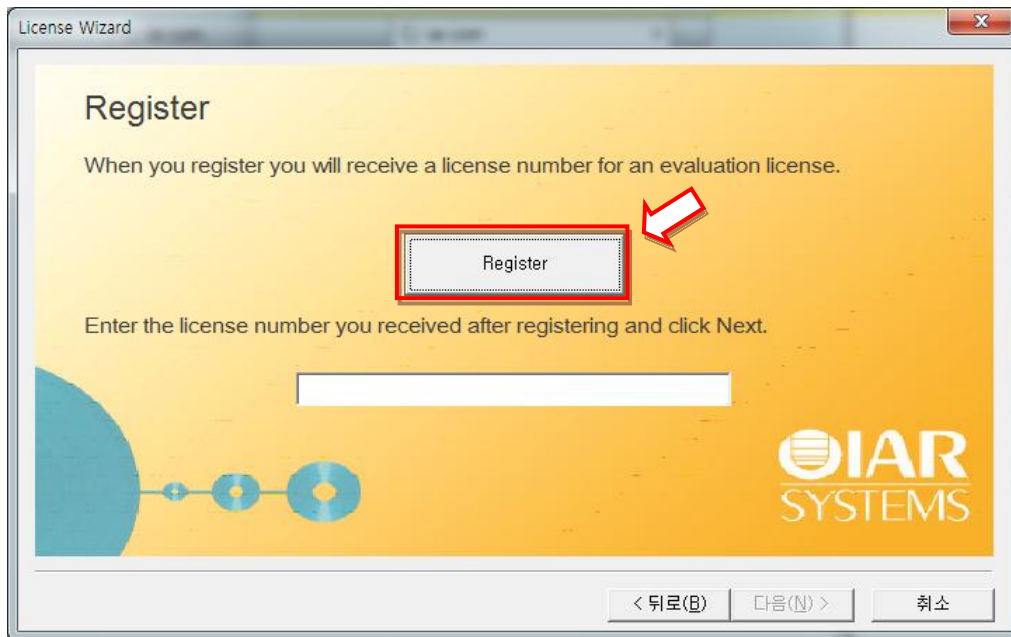 License Wizard
Register
When you register you will receive a license number for an evaluation license.
Register
Enter the license number you received after registering and click Next.
IAR
SYSTEMS
< 뒤로(B)
다음(N) >
취소